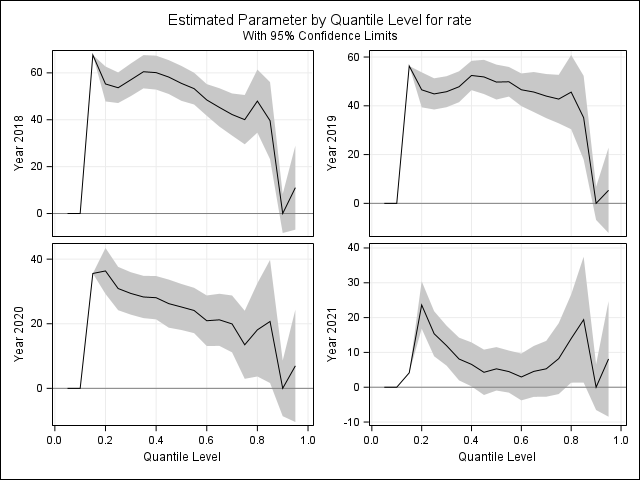 Estimated Parameter by Quantile Level for rate
With 95% Confidence Limits
Year 2018
60
40
20
0
Year 2019
60
40
20
0
Year 2020
40
20
0
0.0 0.2 0.4 0.6 0.8 1.0
Quantile Level
Year 2021
40
30
20
10
0
-10
0.0 0.2 0.4 0.6 0.8 1.0
Quantile Level